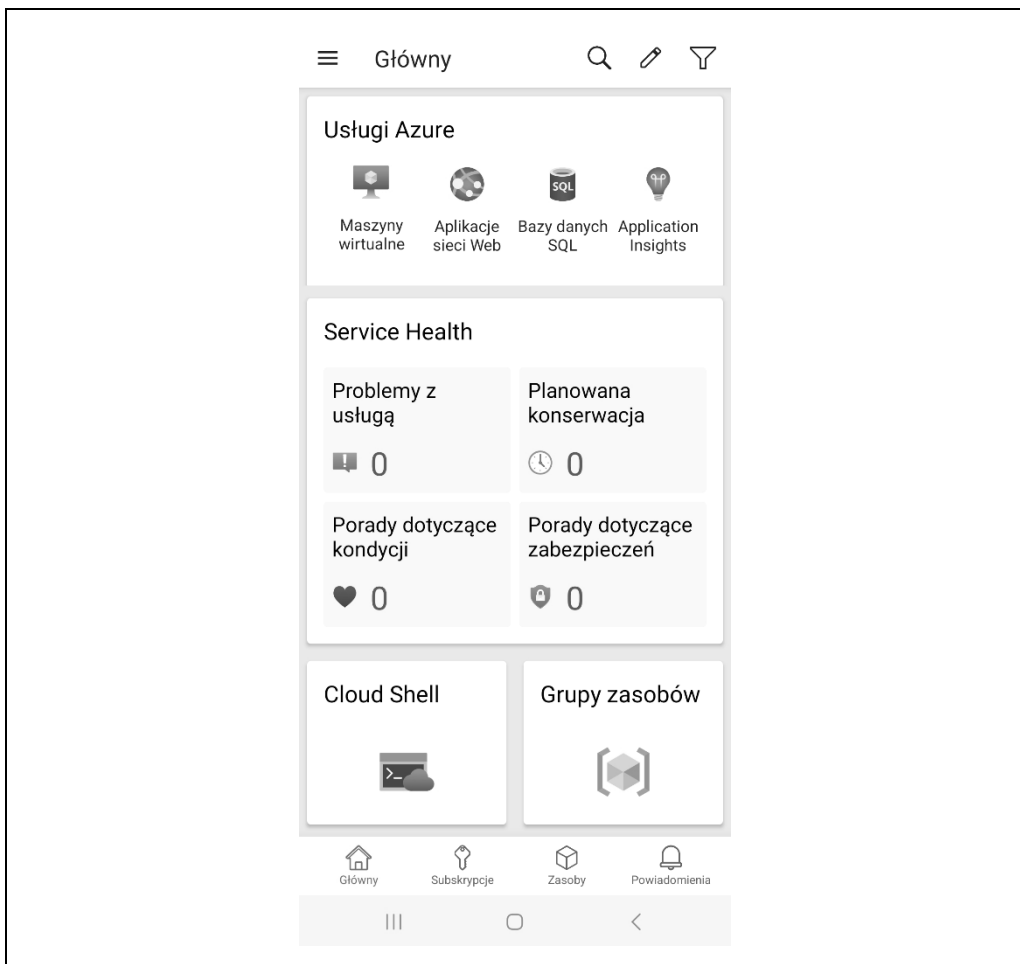 Główny
Usługi Azure
Maszyny
wirtualne
Aplikacje
sieci Web
Bazy danych
SQL
Application
Insights
SQL
Service Health
Problemy z
usługą
0
Planowana
konserwacja
0
Porady dotyczące
kondycji
0
Porady dotyczące
zabezpieczeń
0
Cloud Shell
Grupy zasobów
>_
Główny
Subskrypcje
Zasoby
Powiadomienia